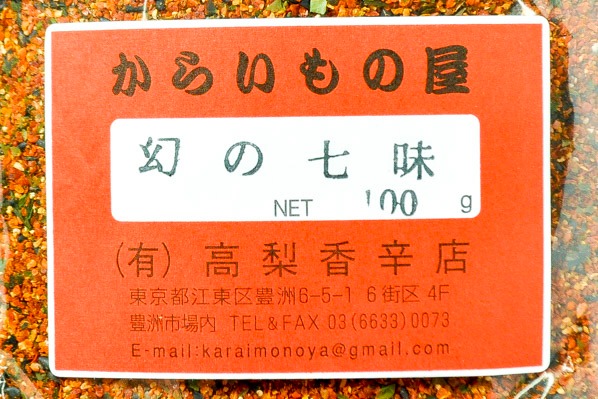 からいもの屋
幻の七味
NET 100 g
(有) 高梨香辛店
東京都江東区豊洲6-5-1 6街区4F
豊洲市場内 TEL&FAX 03(6633)0073
E-mail:karaimonoya@gmail.com